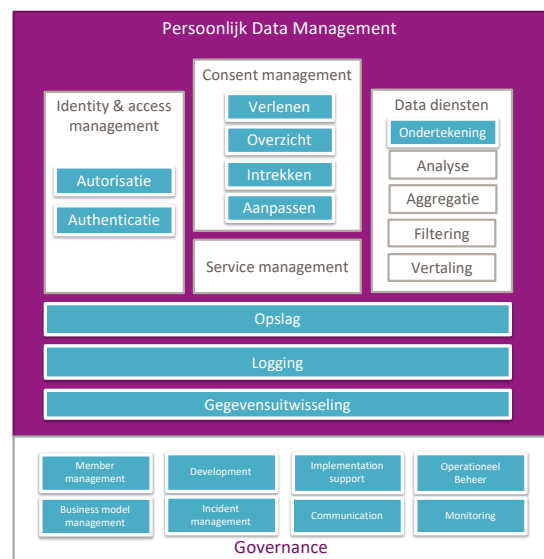 Persoonlijk Data Management
Identity & access
management
Autorisatie
Authenticatie
Consent management
Verlenen
Overzicht
Intrekken
Aanpassen
Service management
Data diensten
Ondertekening
Analyse
Aggregatie
Filtering
Vertaling
Opslag
Logging
Gegevensuitwisseling
Member
management
Development
Implementation
support
Operationeel
Beheer
Business model
management
Incident
management
Communication
Monitoring
Governance